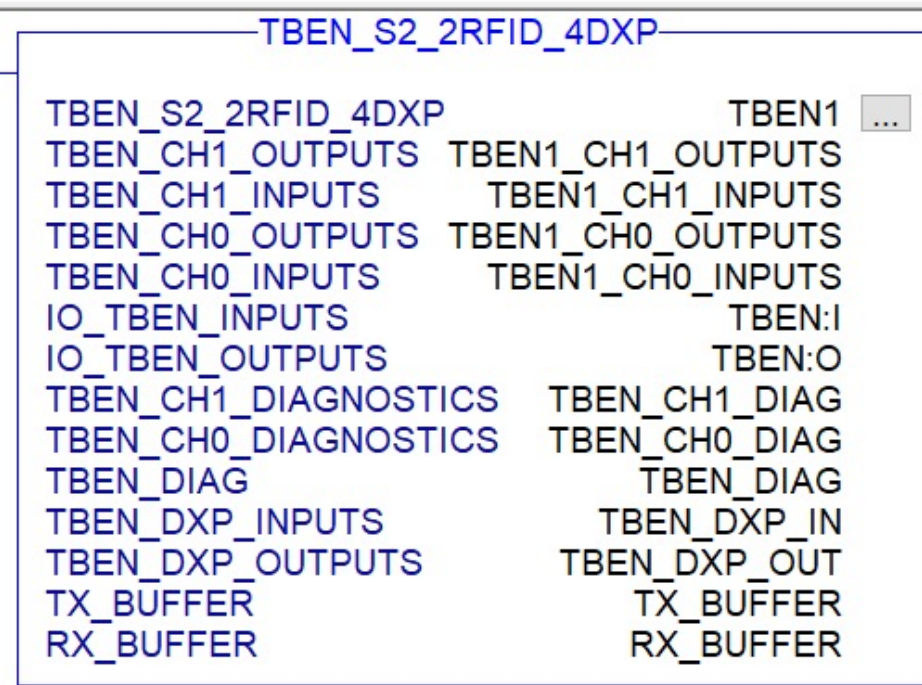 TBEN_S2_2RFID_4DXP
TBEN_S2_2RFID_4DXP TBEN1 ...
TBEN_CH1_OUTPUTS TBEN1_CH1_OUTPUTS
TBEN_CH1_INPUTS TBEN1_CH1_INPUTS
TBEN_CH0_OUTPUTS TBEN1_CH0_OUTPUTS
TBEN_CH0_INPUTS TBEN1_CH0_INPUTS
IO_TBEN_INPUTS TBEN:I
IO_TBEN_OUTPUTS TBEN:O
TBEN_CH1_DIAGNOSTICS TBEN_CH1_DIAG
TBEN_CH0_DIAGNOSTICS TBEN_CH0_DIAG
TBEN_DIAG TBEN_DIAG
TBEN_DXP_INPUTS TBEN_DXP_IN
TBEN_DXP_OUTPUTS TBEN_DXP_OUT
TX_BUFFER TX_BUFFER
RX_BUFFER RX_BUFFER